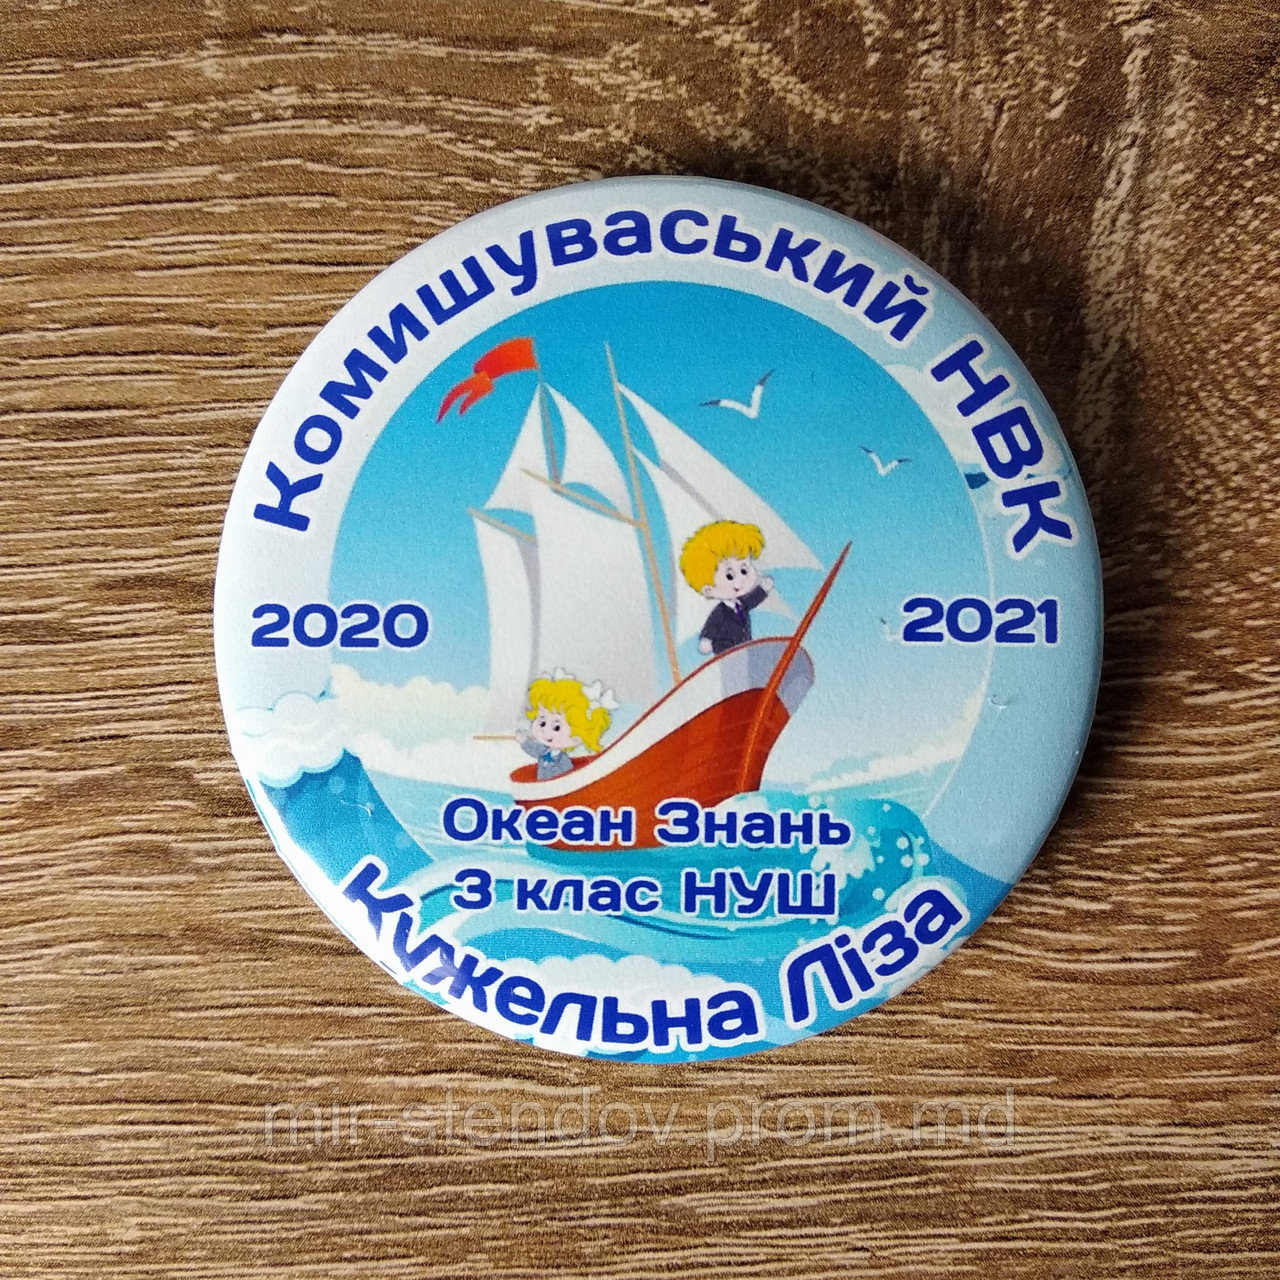 Комишуваський НВК
2020
2021
Океан Знань
3 клас НУШ
Кужельна Ліза
mir-stendov.prom.md